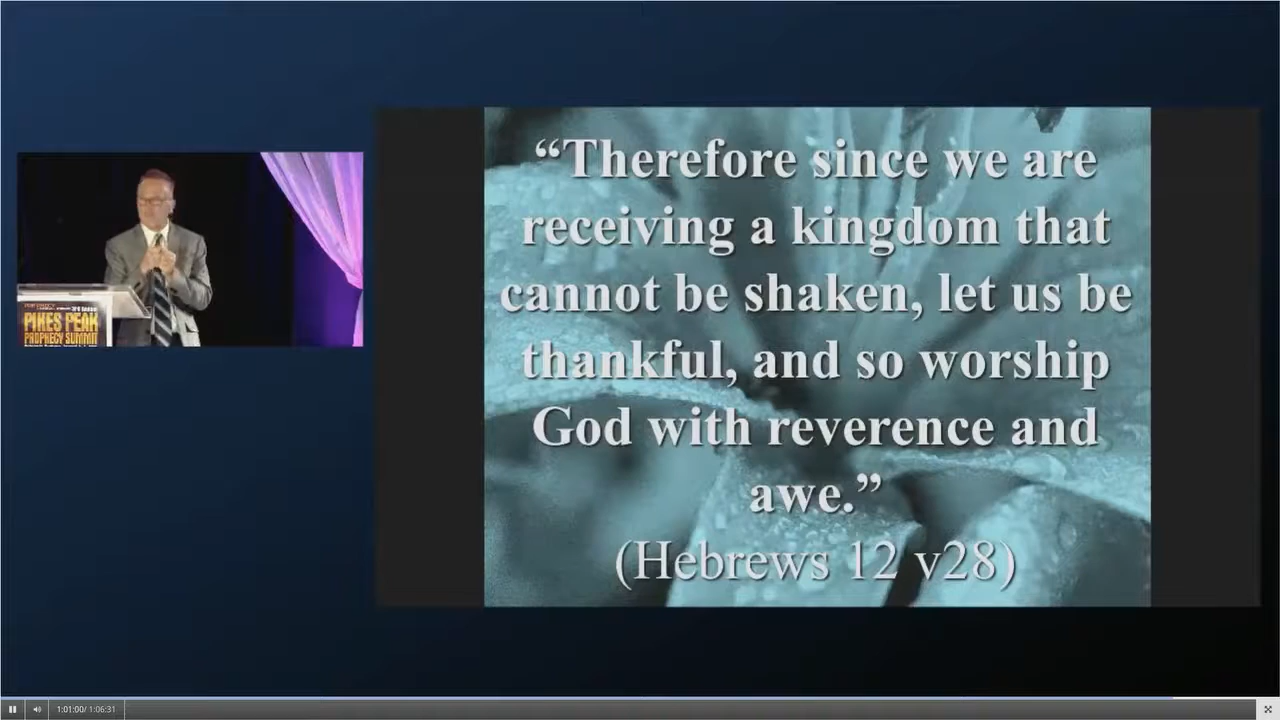 “Therefore since we are
receiving a kingdom that
cannot be shaken, let us be
thankful, and so worship
God with reverence and
awe.”
(Hebrews 12 v28)
PIKES PEAK
PROPHECY SUMMIT
1:01:00/ 1:06:31